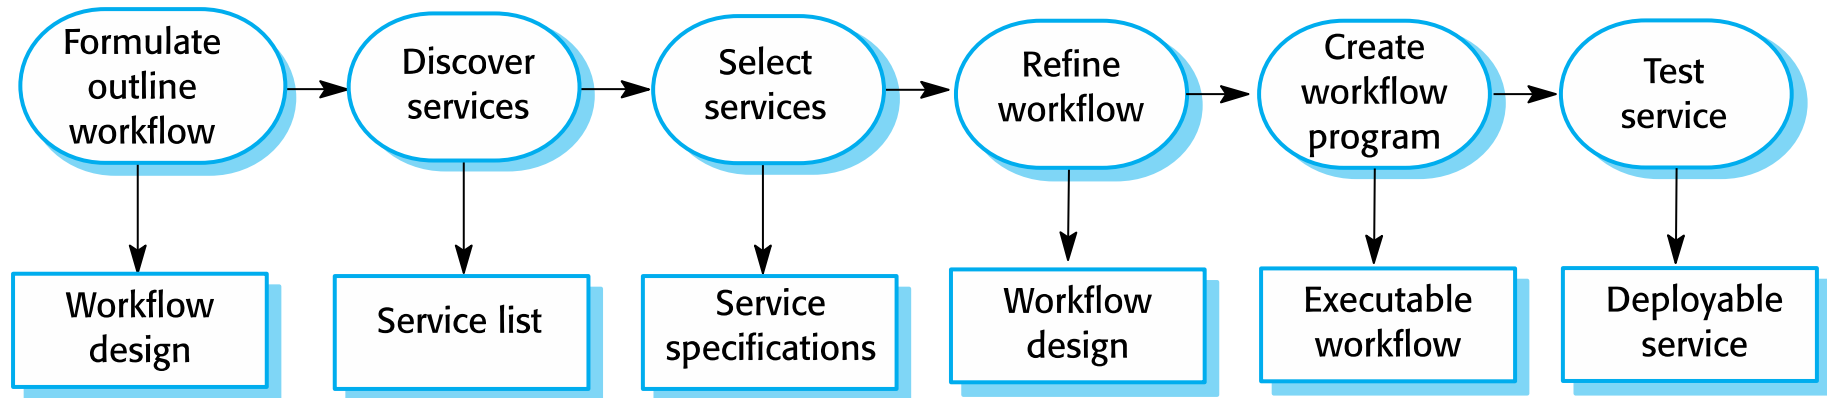 Formulate
outline
workflow
Discover
services
Select
services
Refine
workflow
Create
workflow
program
Test
service
Workflow
design
Service list
Service
specifications
Workflow
design
Executable
workflow
Deployable
service